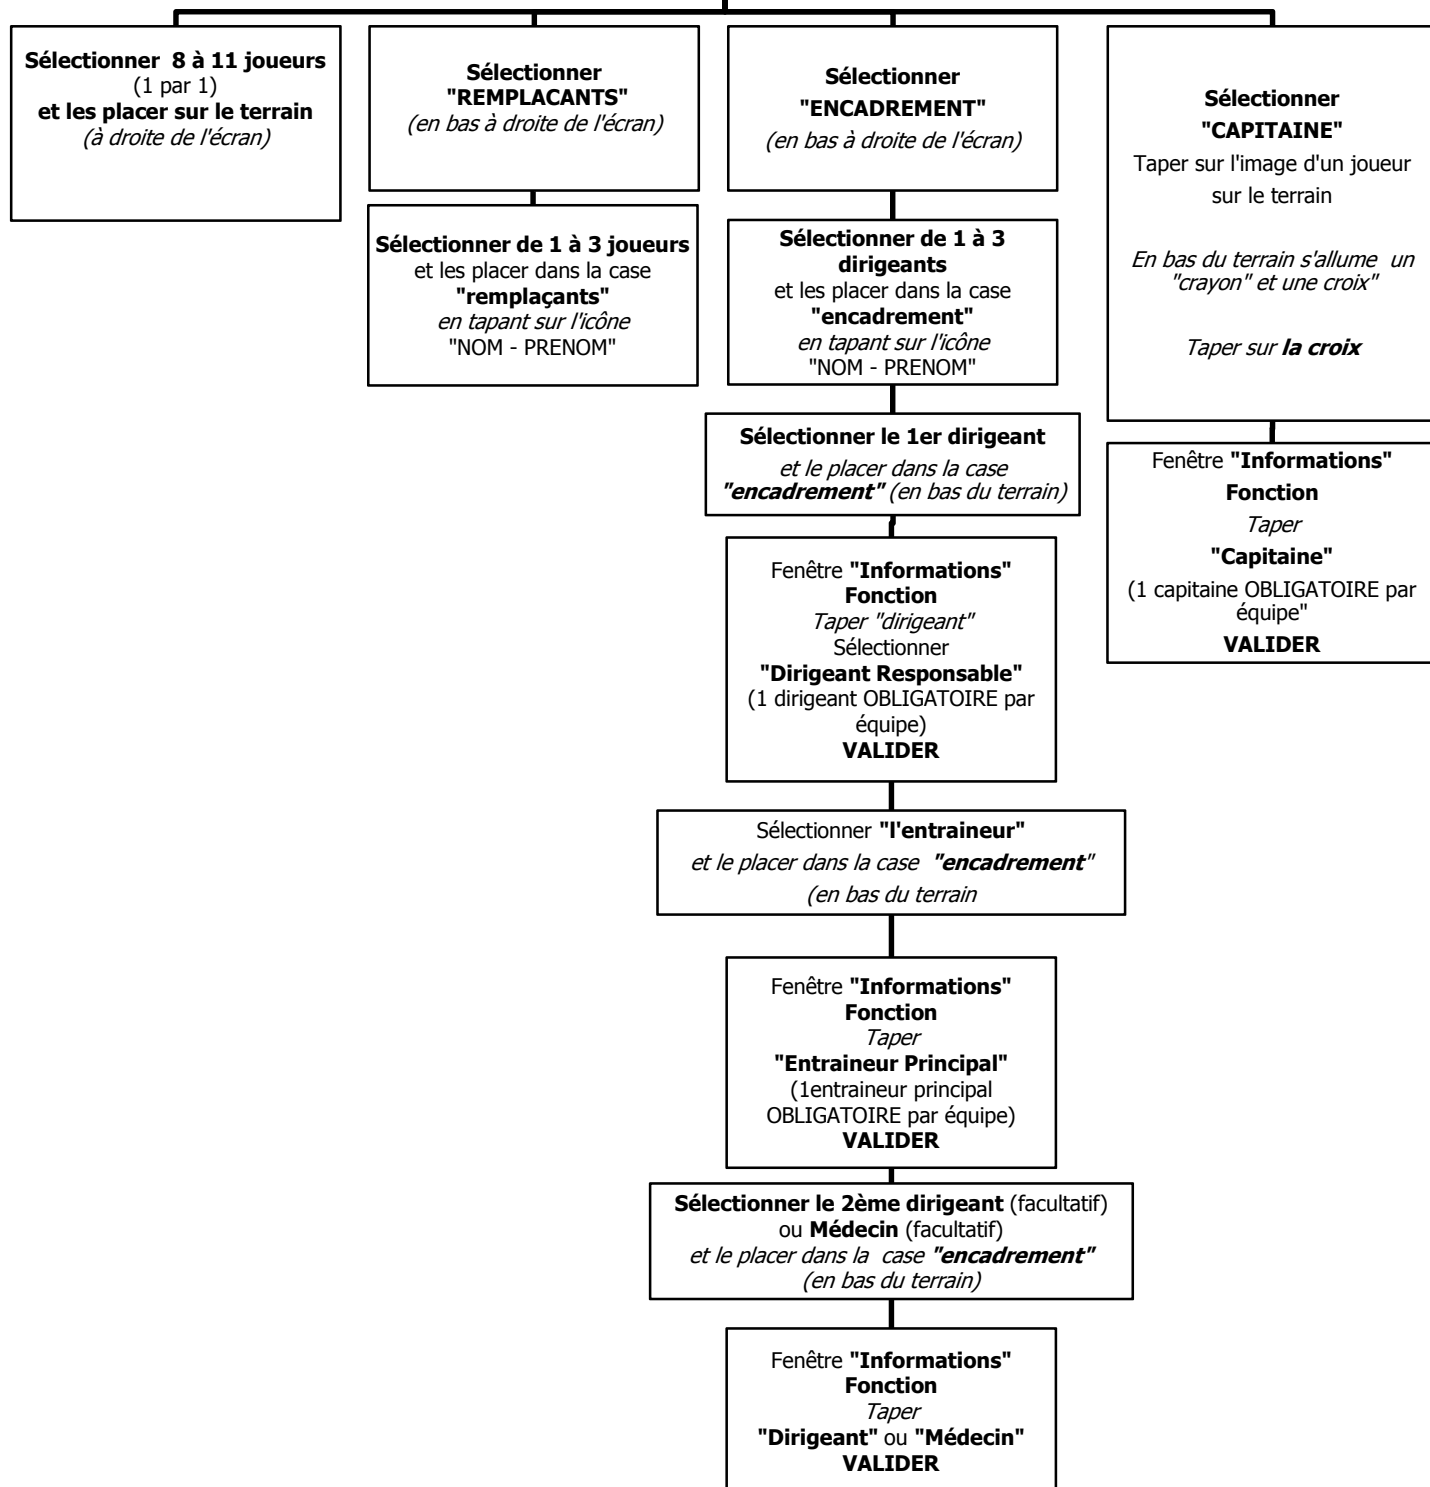 Sélectionner 8 à 11 joueurs
(1 par 1)
et les placer sur le terrain
(à droite de l'écran)
Sélectionner
"REMPLACANTS"
(en bas à droite de l'écran)
Sélectionner de 1 à 3 joueurs
et les placer dans la case
"remplaçants"
en tapant sur l'icône
"NOM - PRENOM"
Sélectionner
"ENCADREMENT"
(en bas à droite de l'écran)
Sélectionner de 1 à 3
dirigeants
et les placer dans la case
"encadrement"
en tapant sur l'icône
"NOM - PRENOM"
Sélectionner le 1er dirigeant
et le placer dans la case
"encadrement" (en bas du terrain)
Fenêtre "Informations"
Fonction
Taper "dirigeant"
Sélectionner
"Dirigeant Responsable"
(1 dirigeant OBLIGATOIRE par
équipe)
VALIDER
Sélectionner "l'entraineur"
et le placer dans la case "encadrement"
(en bas du terrain
Fenêtre "Informations"
Fonction
Taper
"Entraineur Principal"
(1entraineur principal
OBLIGATOIRE par équipe)
VALIDER
Sélectionner le 2ème dirigeant (facultatif)
ou Médecin (facultatif)
et le placer dans la case "encadrement"
(en bas du terrain)
Fenêtre "Informations"
Fonction
Taper
"Dirigeant" ou "Médecin"
VALIDER
Sélectionner
"CAPITAINE"
Taper sur l'image d'un joueur
sur le terrain
En bas du terrain s'allume un
"crayon" et une croix"
Taper sur la croix
Fenêtre "Informations"
Fonction
Taper
"Capitaine"
(1 capitaine OBLIGATOIRE par
équipe"
VALIDER